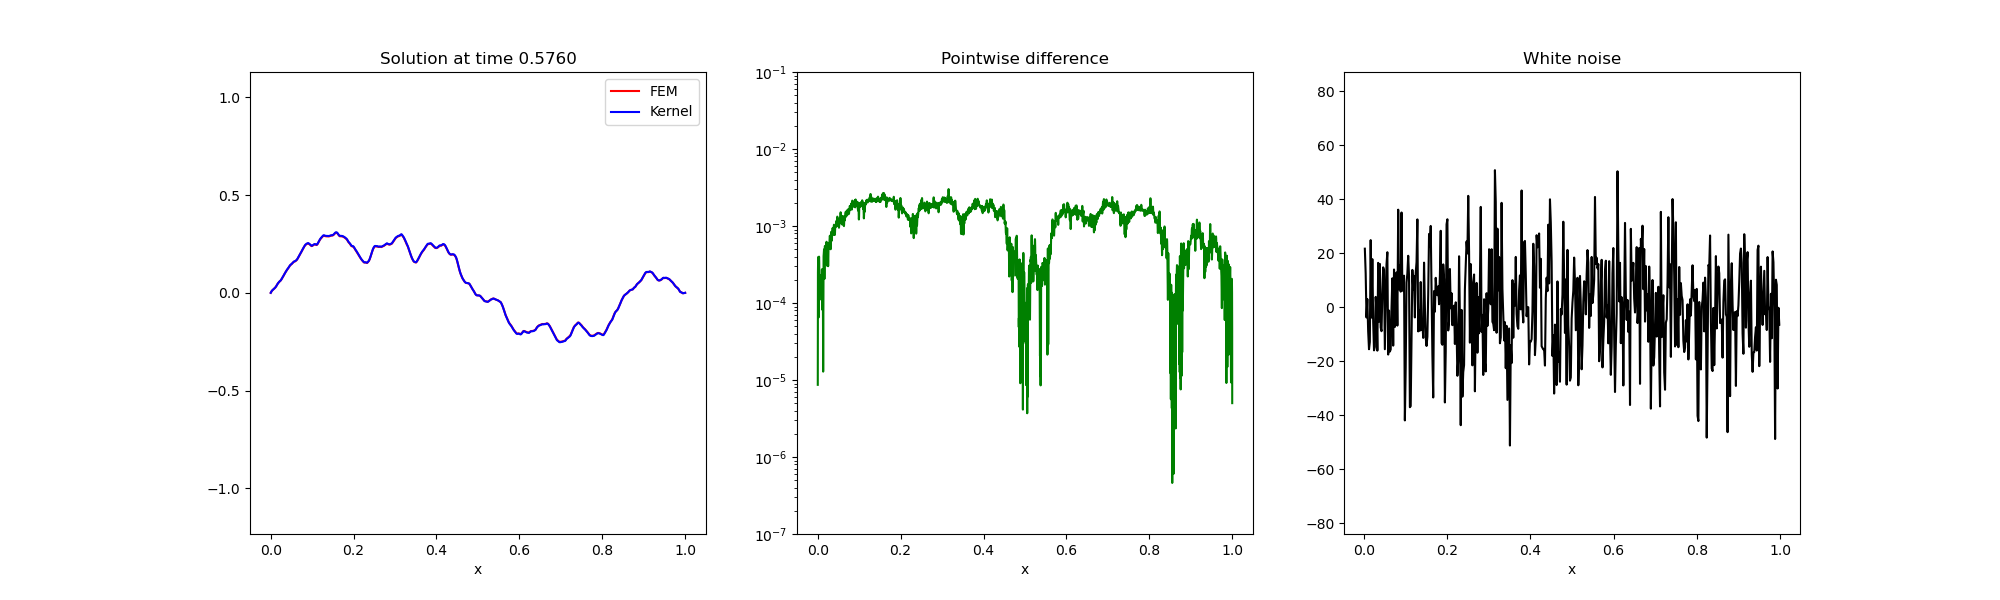 Solution at time 0.5760
1.0
0.5
0.0
−0.5
−1.0
FEM
Kernel
0.0 0.2 0.4 0.6 0.8 1.0
x
Pointwise difference
10⁻¹
10⁻²
10⁻³
10⁻⁴
10⁻⁵
10⁻⁶
10⁻⁷
0.0 0.2 0.4 0.6 0.8 1.0
x
White noise
80
60
40
20
0
−20
−40
−60
−80
0.0 0.2 0.4 0.6 0.8 1.0
x